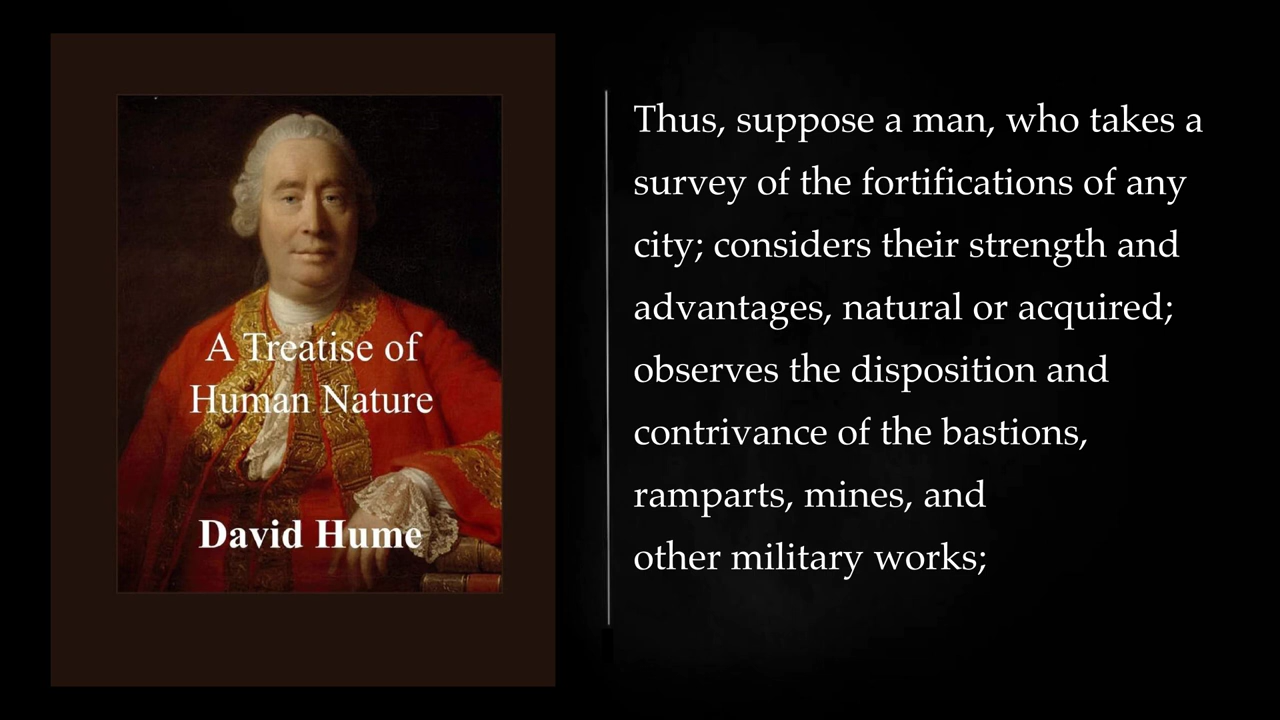 A Treatise of
Human Nature
David Hume
Thus, suppose a man, who takes a
survey of the fortifications of any
city; considers their strength and
advantages, natural or acquired;
observes the disposition and
contrivance of the bastions,
ramparts, mines, and
other military works;